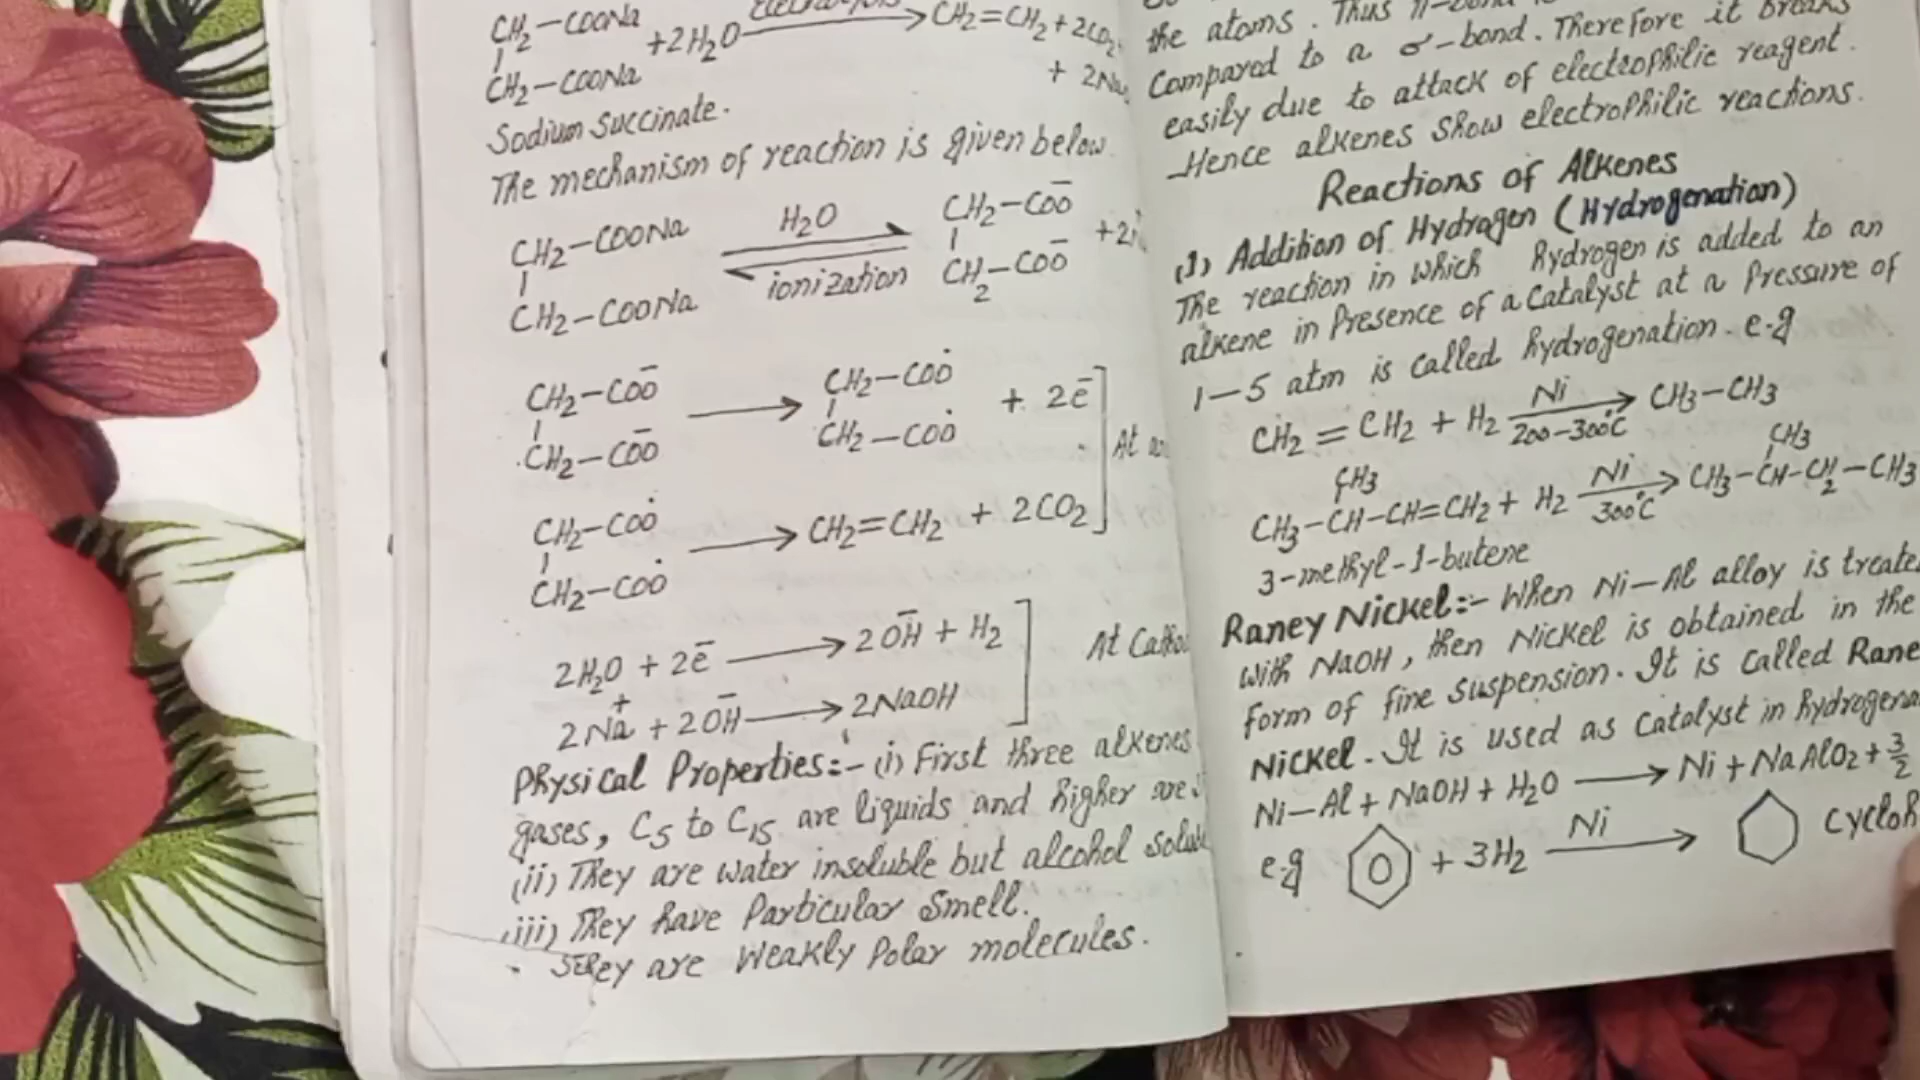 CH2–COONa
+2H2O → CH2=CH2 + 2CO2
CH2–COONa
+ 2Na
Sodium Succinate.
The mechanism of reaction is given below
CH2–COONa H2O CH2–COO⁻
+2
CH2–COONa ionization CH2–COO⁻
CH2–COO⁻ → CH2–COȯ + 2e⁻
CH2–COO⁻ CH2–COȯ
At
CH2–COȯ → CH2=CH2 + 2CO2
CH2–COȯ
2H2O + 2e⁻ → 2OH⁻ + H2
At
2Na⁺ + 2OH⁻ → 2NaOH
Physical Properties:- (i) First three alkenes
gases, C5 to C15 are liquids and higher are
(ii) They are water insoluble but alcohol
(iii) They have Particular Smell.
They are Weakly Polar molecules.
the atoms. Thus
Compared to a σ-bond. Therefore it breaks
easily due to attack of electrophilic reagent.
Hence alkenes Show electrophilic reactions.
Reactions of Alkenes
(1) Addition of Hydrogen (Hydrogenation)
The reaction in which hydrogen is added to an
alkene in Presence of a Catalyst at a Pressure of
1–5 atm is called hydrogenation. e.g
CH2 = CH2 + H2 Ni → 200–300°C CH3–CH3
CH3 CH3
CH3–CH–CH=CH2 + H2 Ni → 300°C CH3–CH–CH2–CH3
3-methyl-1-butene
Raney Nickel:- When Ni–Al alloy is
with NaOH, then Nickel is obtained in the
form of fine suspension. It is called
Nickel. It is used as Catalyst in
Ni–Al + NaOH + H2O → Ni + NaAlO2 + 3/2
e.g + 3H2 Ni →